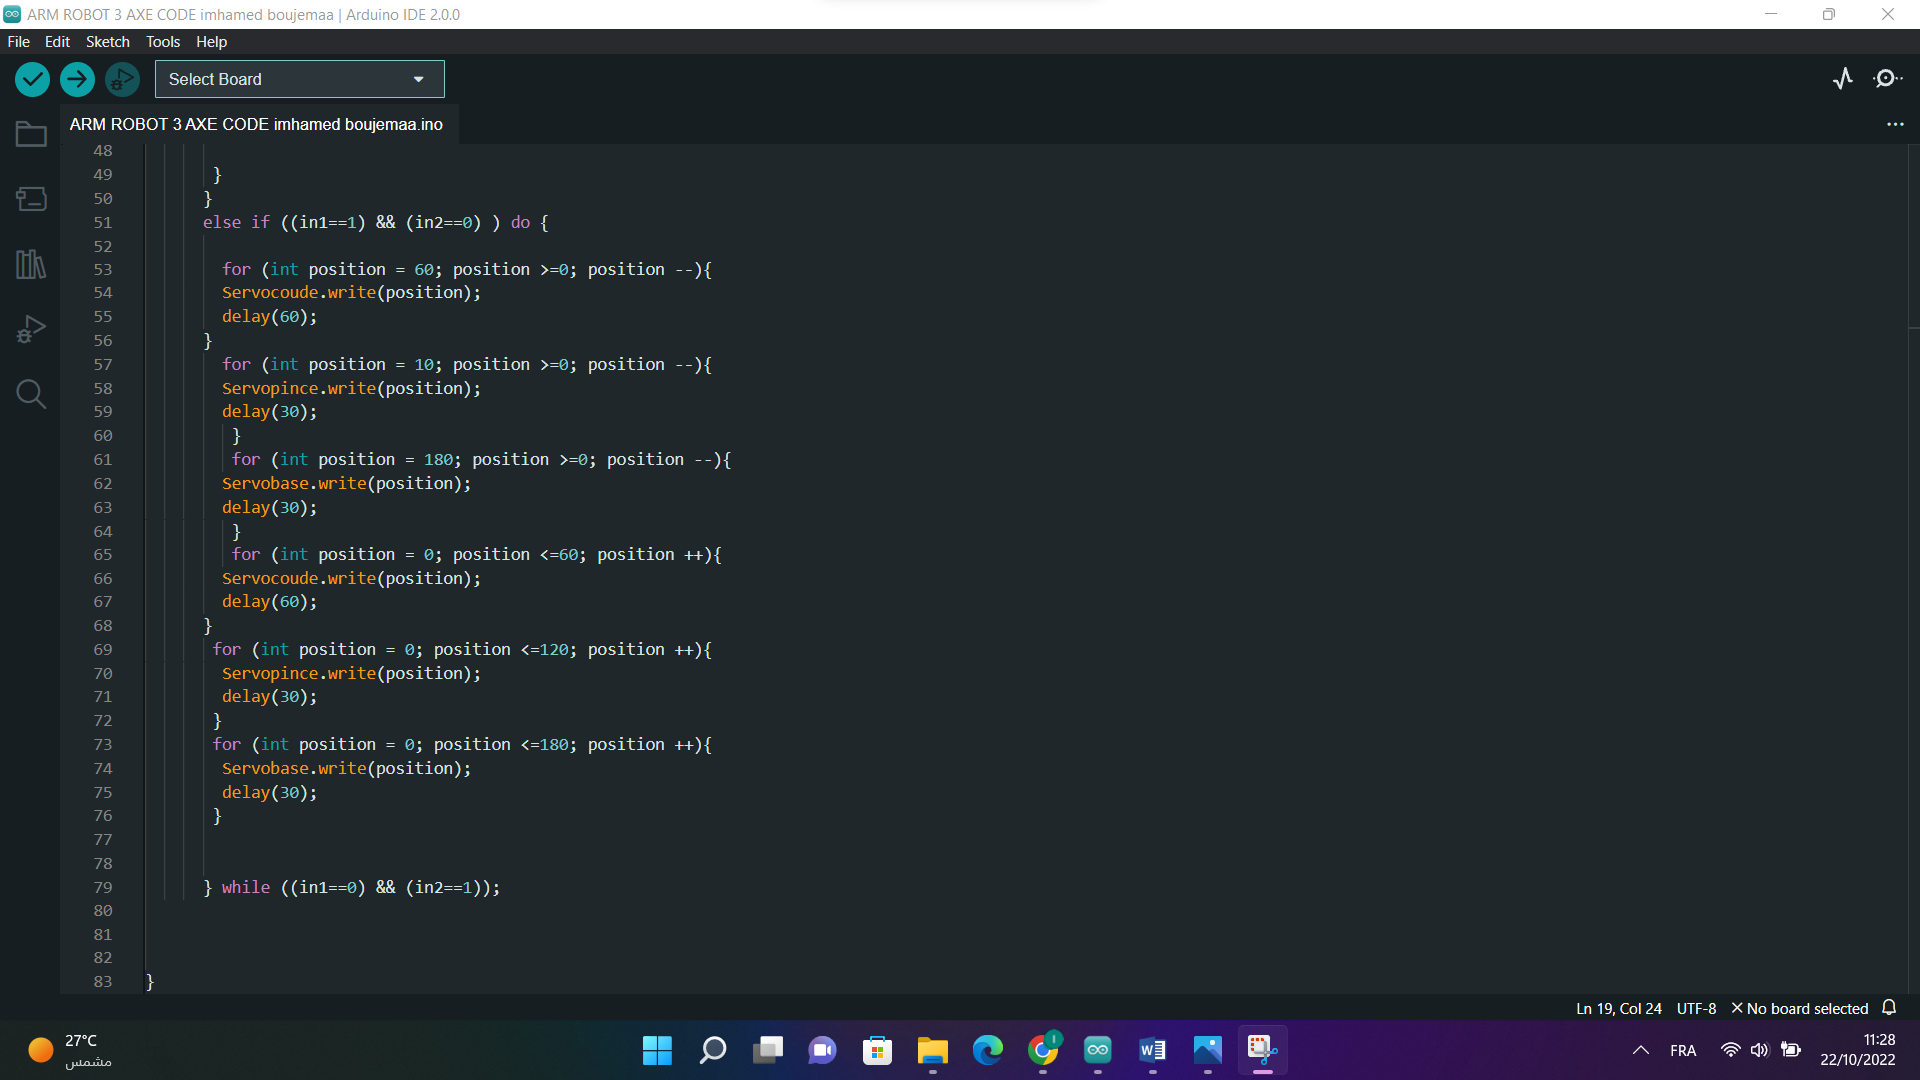 ARM ROBOT 3 AXE CODE imhamed boujemaa | Arduino IDE 2.0.0
File Edit Sketch Tools Help
Select Board
ARM ROBOT 3 AXE CODE imhamed boujemaa.ino
48
49 }
50 }
51 else if ((in1==1) && (in2==0) ) do {
52
53 for (int position = 60; position >=0; position --){
54 Servocoude.write(position);
55 delay(60);
56 }
57 for (int position = 10; position >=0; position --){
58 Servopince.write(position);
59 delay(30);
60 }
61 for (int position = 180; position >=0; position --){
62 Servobase.write(position);
63 delay(30);
64 }
65 for (int position = 0; position <=60; position ++){
66 Servocoude.write(position);
67 delay(60);
68 }
69 for (int position = 0; position <=120; position ++){
70 Servopince.write(position);
71 delay(30);
72 }
73 for (int position = 0; position <=180; position ++){
74 Servobase.write(position);
75 delay(30);
76 }
77
78
79 } while ((in1==0) && (in2==1));
80
81
82
83 }
Ln 19, Col 24 UTF-8 No board selected
27°C
مشمس
FRA
11:28
22/10/2022